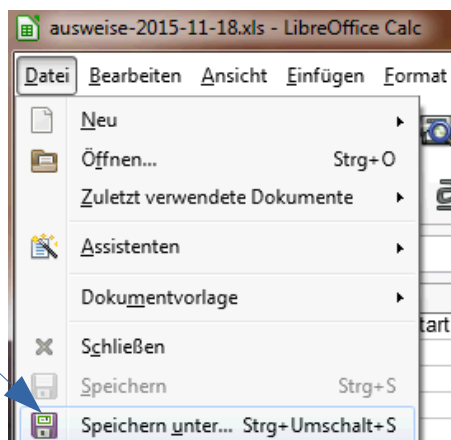 ausweise-2015-11-18.xls - LibreOffice Calc
Datei Bearbeiten Ansicht Einfügen Format
Neu
Öffnen... Strg+O
Zuletzt verwendete Dokumente
Assistenten
Dokumentvorlage
tart
Schließen
Speichern Strg+S
Speichern unter... Strg+Umschalt+S